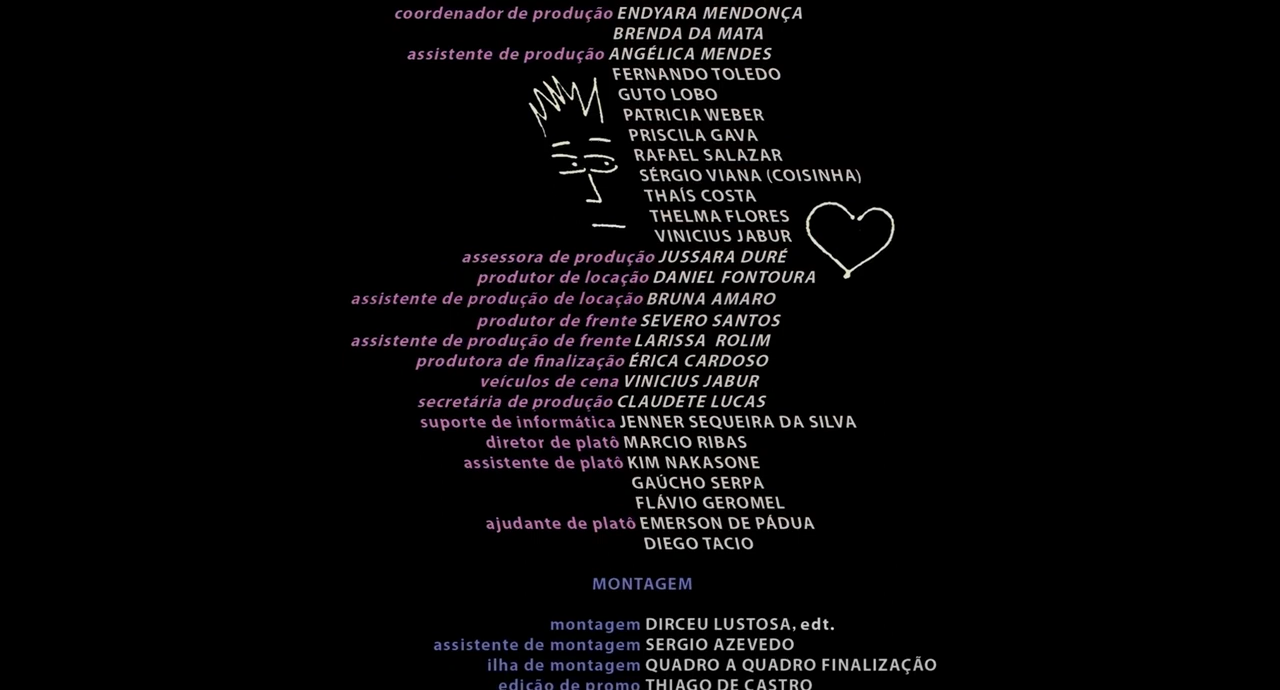 coordenador de produção ENDYARA MENDONÇA
BRENDA DA MATA
assistente de produção ANGÉLICA MENDES
FERNANDO TOLEDO
GUTO LOBO
PATRICIA WEBER
PRISCILA GAVA
RAFAEL SALAZAR
SÉRGIO VIANA (COISINHA)
THAÍS COSTA
THELMA FLORES
VINICIUS JABUR
assessora de produção JUSSARA DURÉ
produtor de locação DANIEL FONTOURA
assistente de produção de locação BRUNA AMARO
produtor de frente SEVERO SANTOS
assistente de produção de frente LARISSA ROLIM
produtora de finalização ÉRICA CARDOSO
veículos de cena VINICIUS JABUR
secretária de produção CLAUDETE LUCAS
suporte de informática JENNER SEQUEIRA DA SILVA
diretor de platô MARCIO RIBAS
assistente de platô KIM NAKASONE
GAÚCHO SERPA
FLÁVIO GEROMEL
ajudante de platô EMERSON DE PÁDUA
DIEGO TACIO
MONTAGEM
montagem DIRCEU LUSTOSA, edt.
assistente de montagem SERGIO AZEVEDO
ilha de montagem QUADRO A QUADRO FINALIZAÇÃO
edição de promo THIAGO DE CASTRO